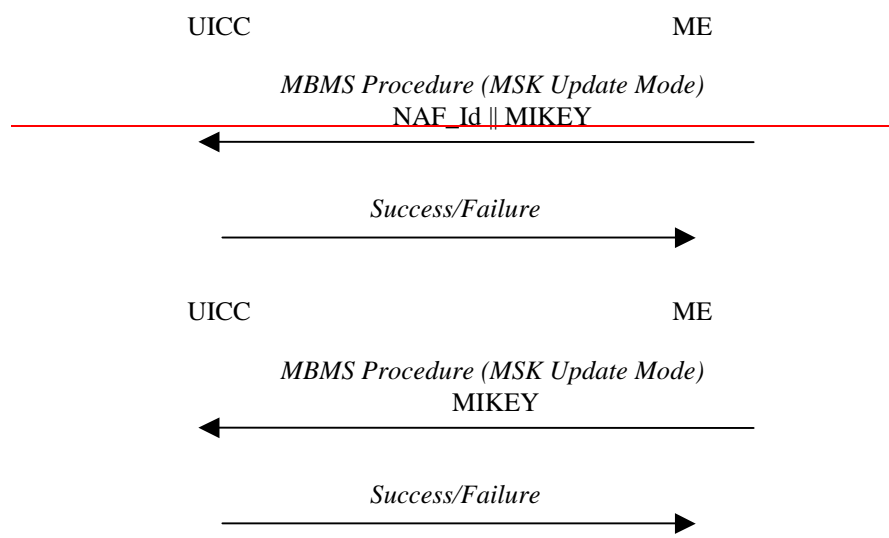 UICC ME
MBMS Procedure (MSK Update Mode)
NAF_Id || MIKEY
Success/Failure
UICC ME
MBMS Procedure (MSK Update Mode)
MIKEY
Success/Failure